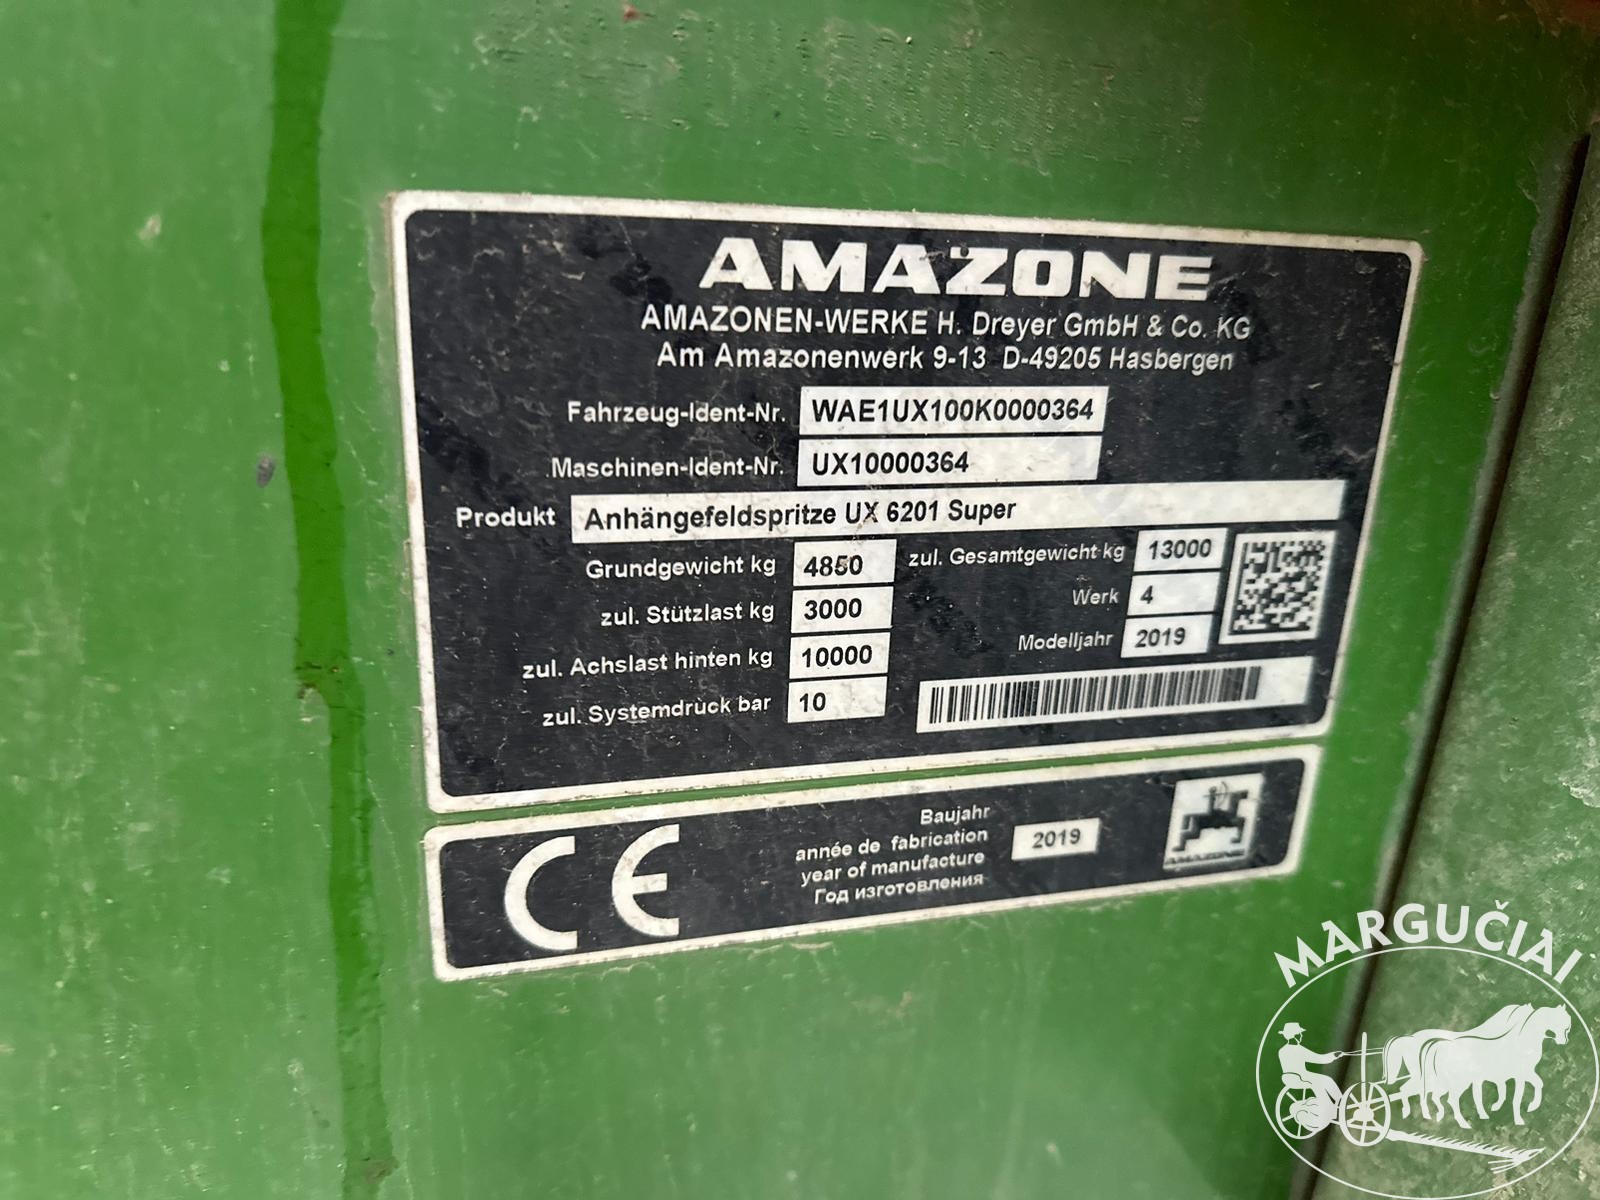 AMAZONE
AMAZONEN-WERKE H. Dreyer GmbH & Co. KG
Am Amazonenwerk 9-13 D-49205 Hasbergen
Fahrzeug-Ident-Nr. WAE1UX100K0000364
Maschinen-Ident-Nr. UX10000364
Produkt Anhängefeldspritze UX 6201 Super
Grundgewicht kg 4850 zul. Gesamtgewicht kg 13000
zul. Stützlast kg 3000 Werk 4
zul. Achslast hinten kg 10000 Modelljahr 2019
zul. Systemdruck bar 10
CE
Baujahr
année de fabrication
year of manufacture
Год изготовления
2019
AMAZONE
MARGUČIAI